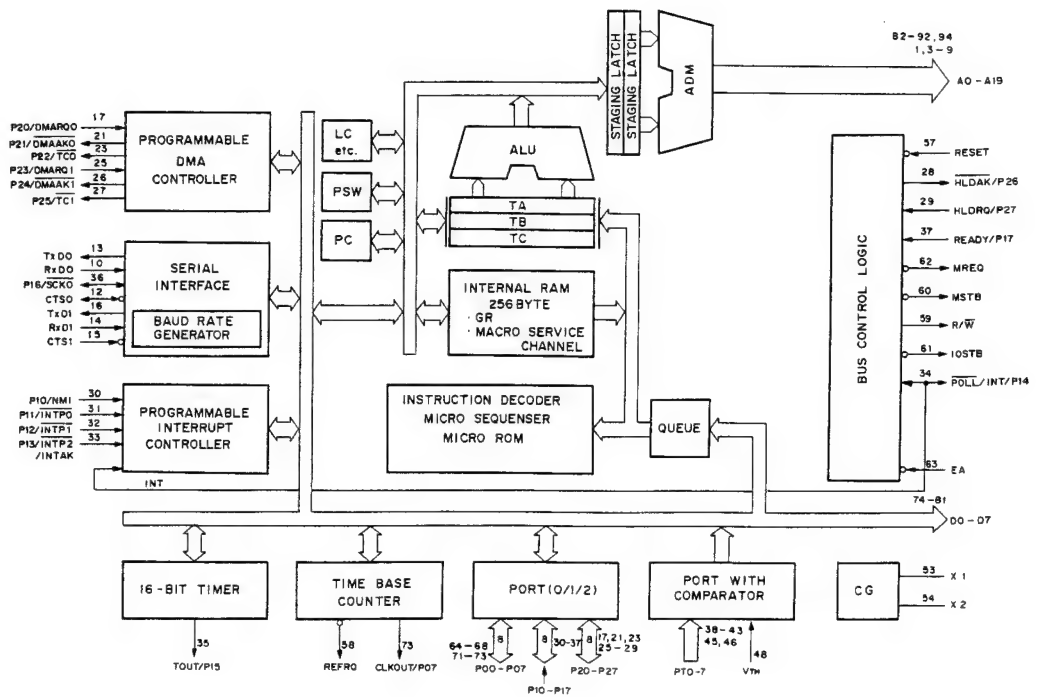 82-92,94
1,3-9
A0-A19
STAGING LATCH
STAGING LATCH
ADM
17
P20/DMARQ0
21
P21/DMAAK0
23
P22/TC0
25
P23/DMARQ1
26
P24/DMAAK1
27
P25/TC1
PROGRAMMABLE
DMA
CONTROLLER
LC
etc.
PSW
PC
ALU
TA
TB
TC
57
RESET
28
HLDAK/P26
29
HLDRQ/P27
37
READY/P17
62
MREQ
60
MSTB
59
R/W
61
IOSTB
34
POLL/INT/P14
63
EA
BUS CONTROL LOGIC
13
TxD0
10
RxD0
36
P16/SCKO
12
CTS0
16
TxD1
14
RxD1
15
CTS1
SERIAL
INTERFACE
BAUD RATE
GENERATOR
INTERNAL RAM
256BYTE
· GR
· MACRO SERVICE
CHANNEL
30
P10/NMI
31
P11/INTP0
32
P12/INTP1
33
P13/INTP2
/INTAK
PROGRAMMABLE
INTERRUPT
CONTROLLER
INSTRUCTION DECODER
MICRO SEQUENSER
MICRO ROM
QUEUE
INT
74-81
D0-D7
16-BIT TIMER
TIME BASE
COUNTER
PORT(0/1/2)
PORT WITH
COMPARATOR
CG
53
X1
54
X2
35
TOUT/P15
58
REFRQ
73
CLKOUT/P07
64-68
71-73
8
P00-P07
8
30-37
P10-P17
8
17,21,23
25-29
P20-P27
38-43
45,46
PT0-7
48
VTH